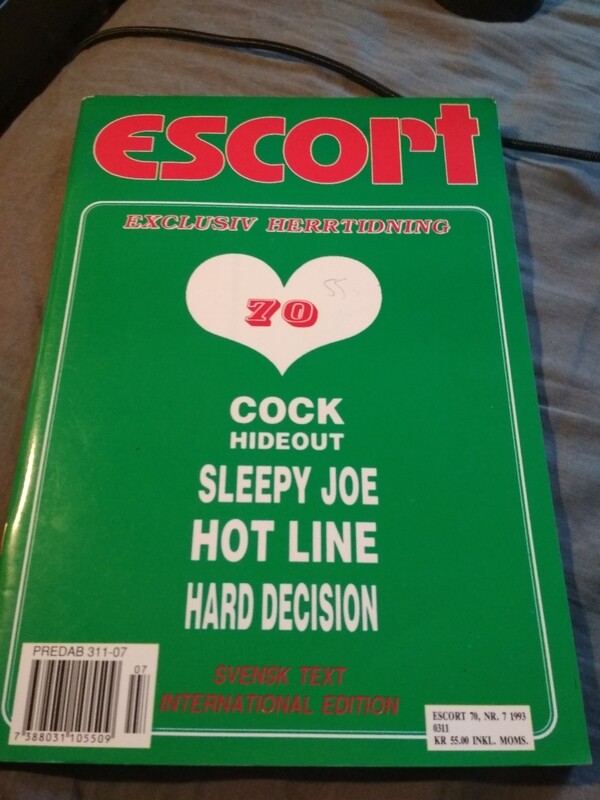 escort
EXCLUSIV HERRTIDNING
55.-
70
COCK
HIDEOUT
SLEEPY JOE
HOT LINE
HARD DECISION
SVENSK TEXT
INTERNATIONAL EDITION
PREDAB 311-07
07
7 388031 105509
ESCORT 70, NR. 7 1993
0311
KR 55.00 INKL. MOMS.